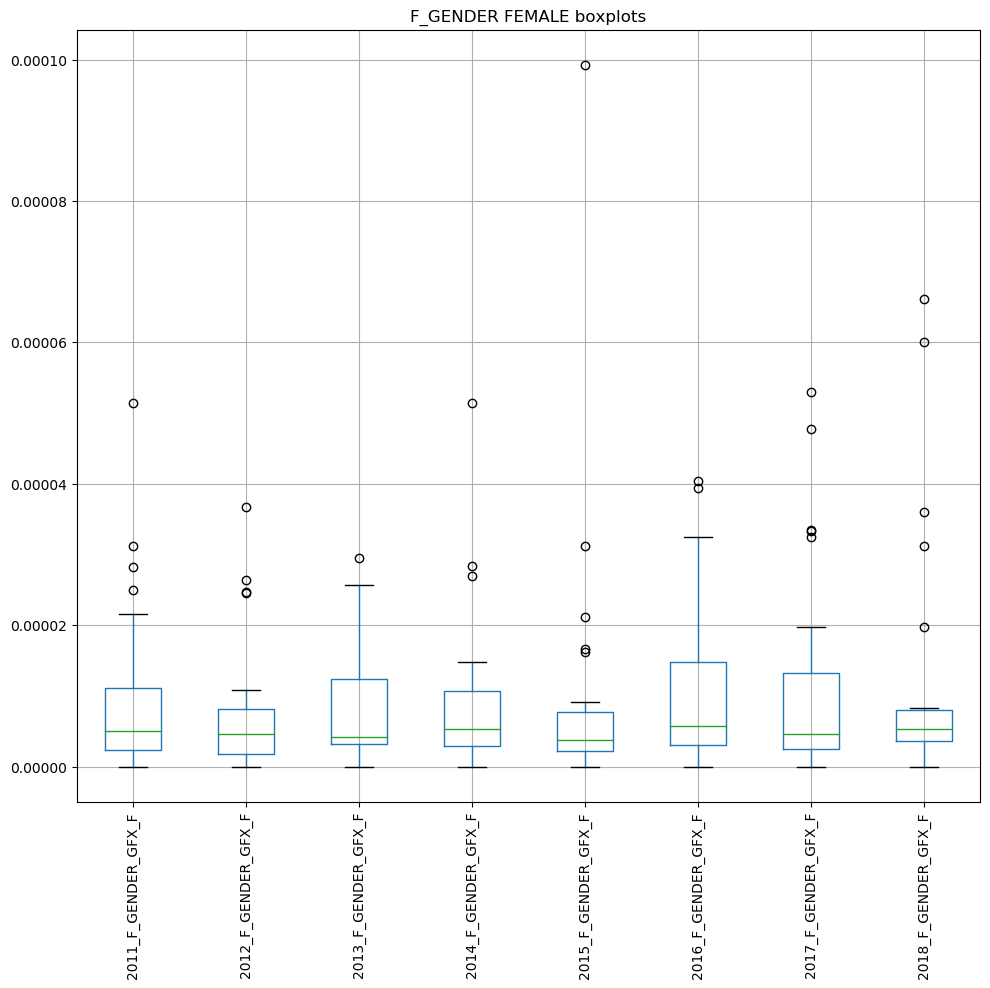 F_GENDER FEMALE boxplots
0.00010
0.00008
0.00006
0.00004
0.00002
0.00000
2011_F_GENDER_GFX_F
2012_F_GENDER_GFX_F
2013_F_GENDER_GFX_F
2014_F_GENDER_GFX_F
2015_F_GENDER_GFX_F
2016_F_GENDER_GFX_F
2017_F_GENDER_GFX_F
2018_F_GENDER_GFX_F